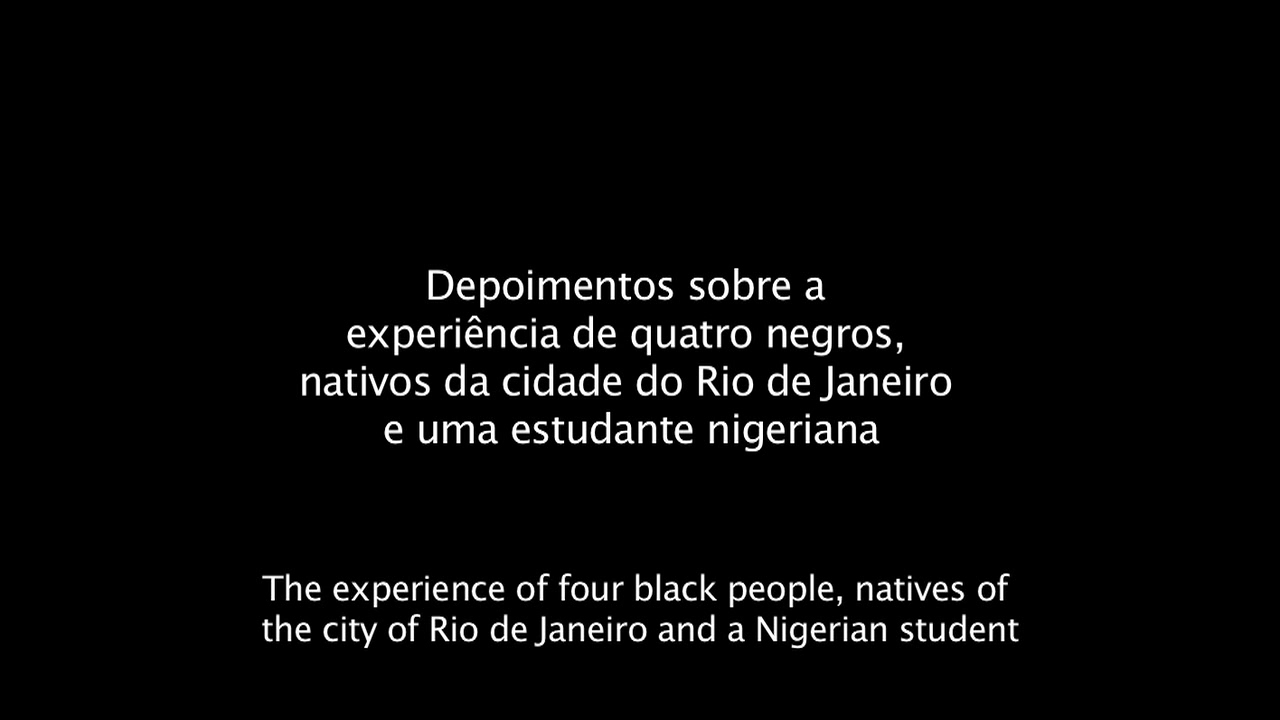 Depoimentos sobre a
experiência de quatro negros,
nativos da cidade do Rio de Janeiro
e uma estudante nigeriana
The experience of four black people, natives of
the city of Rio de Janeiro and a Nigerian student